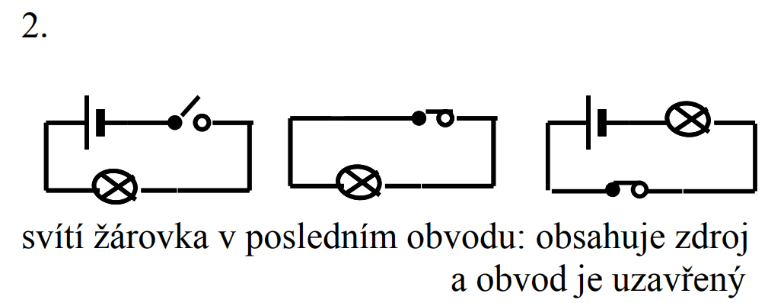 2.
svítí žárovka v posledním obvodu: obsahuje zdroj
a obvod je uzavřený